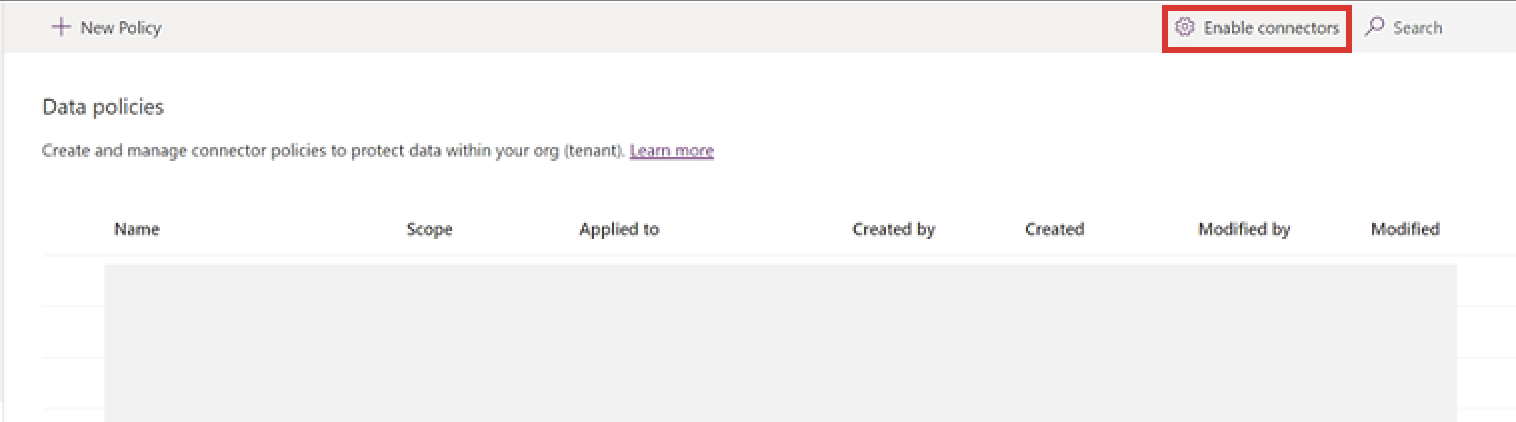 New Policy
Enable connectors
Search
Data policies
Create and manage connector policies to protect data within your org (tenant). Learn more
Name Scope Applied to Created by Created Modified by Modified